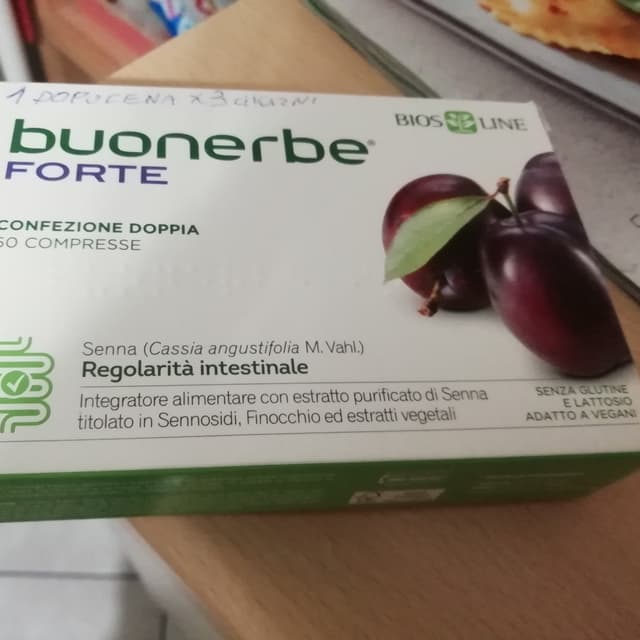 1 DOPOCENA x 3 GIORNI
BIOS LINE
buonerbe®
FORTE
CONFEZIONE DOPPIA
60 COMPRESSE
Senna (Cassia angustifolia M. Vahl.)
Regolarità intestinale
Integratore alimentare con estratto purificato di Senna
titolato in Sennosidi, Finocchio ed estratti vegetali
SENZA GLUTINE
E LATTOSIO
ADATTO A VEGANI